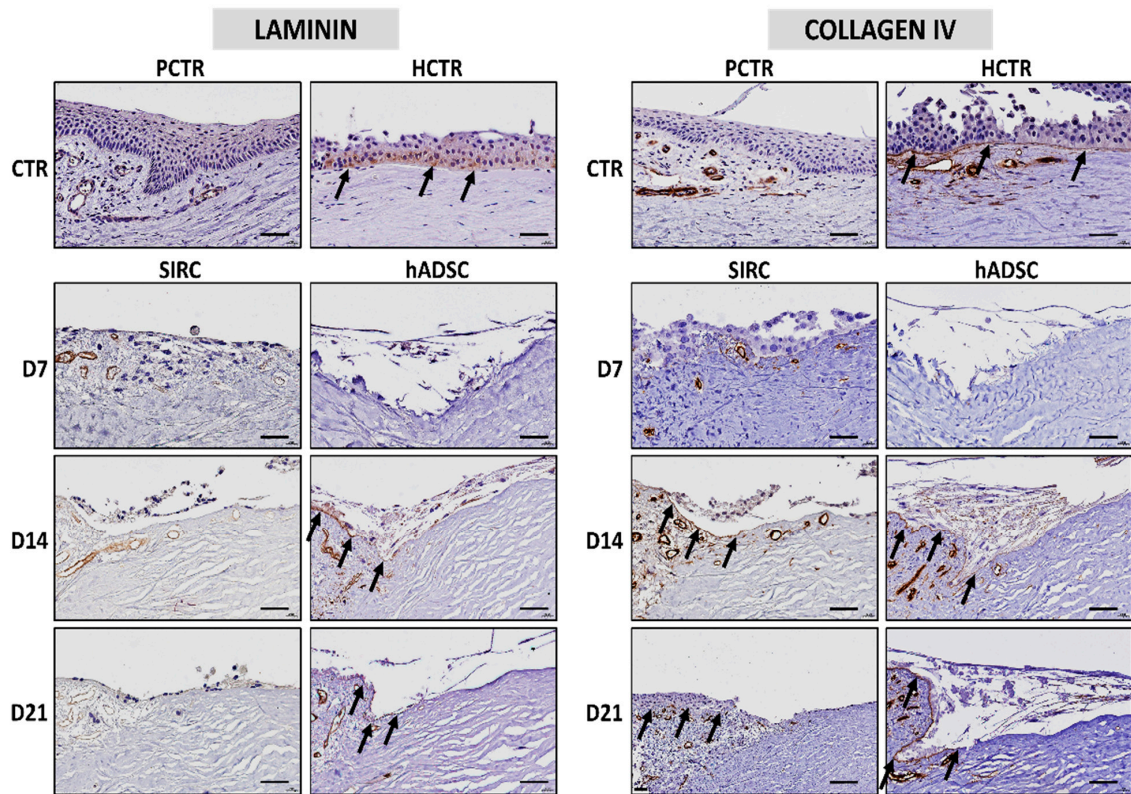 LAMININ COLLAGEN IV
PCTR HCTR PCTR HCTR
CTR CTR
SIRC hADSC SIRC hADSC
D7 D7
D14 D14
D21 D21